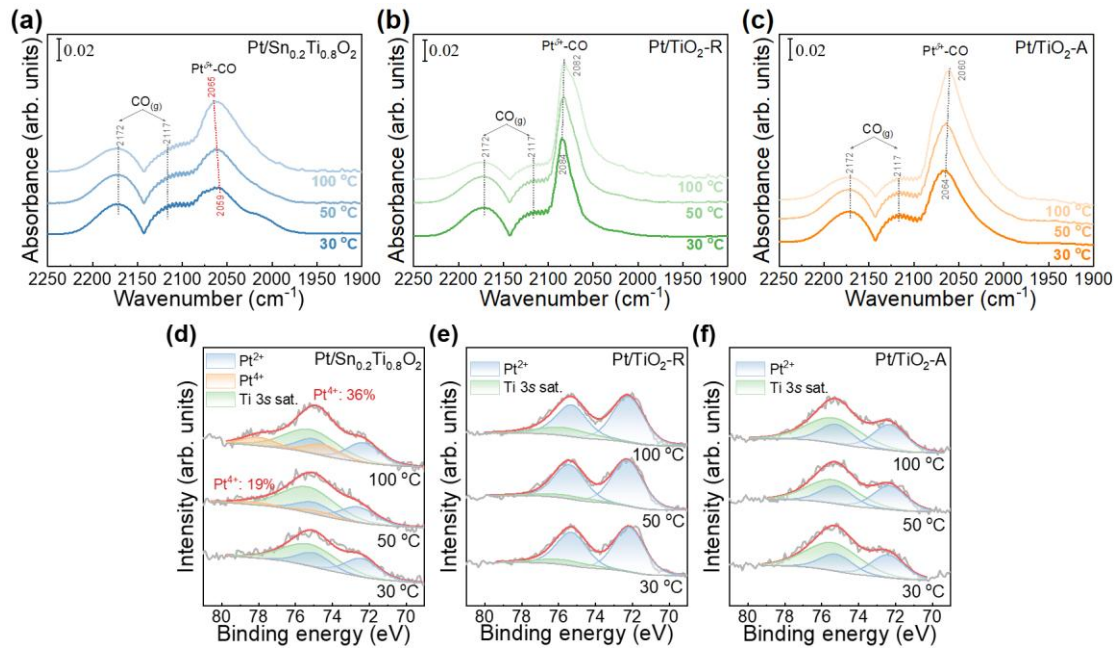 (a)
0.02
Pt/Sn0.2Ti0.8O2
Ptδ+-CO
2065
CO(g)
2172
2117
100 °C
50 °C
2059
30 °C
Absorbance (arb. units)
2250 2200 2150 2100 2050 2000 1950 1900
Wavenumber (cm-1)
(b)
0.02
Pt/TiO2-R
Ptδ+-CO
2082
CO(g)
2172
2117
2084
100 °C
50 °C
30 °C
Absorbance (arb. units)
2250 2200 2150 2100 2050 2000 1950 1900
Wavenumber (cm-1)
(c)
0.02
Pt/TiO2-A
Ptδ+-CO
2060
CO(g)
2172
2117
2064
100 °C
50 °C
30 °C
Absorbance (arb. units)
2250 2200 2150 2100 2050 2000 1950 1900
Wavenumber (cm-1)
(d)
Pt2+
Pt4+
Ti 3s sat.
Pt/Sn0.2Ti0.8O2
Pt4+: 36%
100 °C
Pt4+: 19%
50 °C
30 °C
Intensity (arb. units)
80 78 76 74 72 70
Binding energy (eV)
(e)
Pt2+
Ti 3s sat.
Pt/TiO2-R
100 °C
50 °C
30 °C
Intensity (arb. units)
80 78 76 74 72 70
Binding energy (eV)
(f)
Pt2+
Ti 3s sat.
Pt/TiO2-A
100 °C
50 °C
30 °C
Intensity (arb. units)
80 78 76 74 72 70
Binding energy (eV)